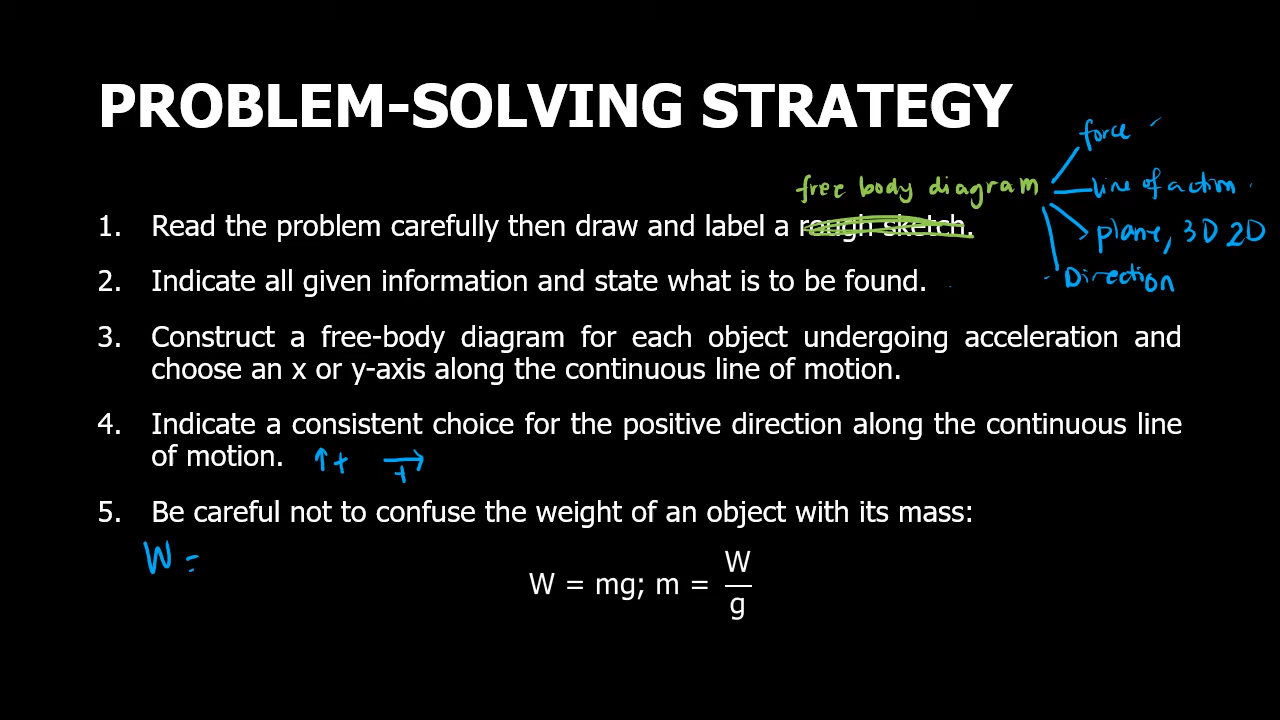 PROBLEM-SOLVING STRATEGY
force
free body diagram
line of action
1. Read the problem carefully then draw and label a rough sketch.
plane, 3D 2D
2. Indicate all given information and state what is to be found.
Direction
3. Construct a free-body diagram for each object undergoing acceleration and
choose an x or y-axis along the continuous line of motion.
4. Indicate a consistent choice for the positive direction along the continuous line
of motion. ↑+ →+
5. Be careful not to confuse the weight of an object with its mass:
W =
W = mg; m = W/g